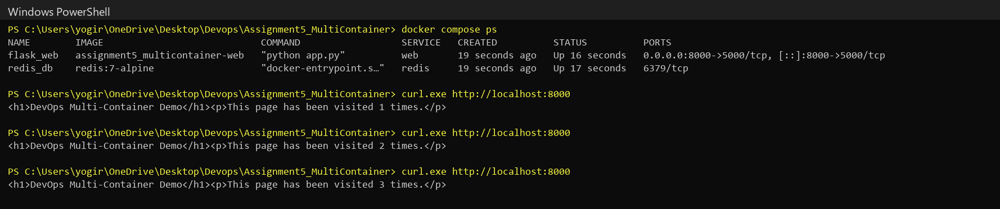 Windows PowerShell
PS C:\Users\yogir\OneDrive\Desktop\Devops\Assignment5_MultiContainer> docker compose ps
NAME        IMAGE                            COMMAND                  SERVICE   CREATED          STATUS          PORTS
flask_web   assignment5_multicontainer-web   "python app.py"          web       19 seconds ago   Up 16 seconds   0.0.0.0:8000->5000/tcp, [::]:8000->5000/tcp
redis_db    redis:7-alpine                   "docker-entrypoint.s…"   redis     19 seconds ago   Up 17 seconds   6379/tcp
PS C:\Users\yogir\OneDrive\Desktop\Devops\Assignment5_MultiContainer> curl.exe http://localhost:8000
<h1>DevOps Multi-Container Demo</h1><p>This page has been visited 1 times.</p>
PS C:\Users\yogir\OneDrive\Desktop\Devops\Assignment5_MultiContainer> curl.exe http://localhost:8000
<h1>DevOps Multi-Container Demo</h1><p>This page has been visited 2 times.</p>
PS C:\Users\yogir\OneDrive\Desktop\Devops\Assignment5_MultiContainer> curl.exe http://localhost:8000
<h1>DevOps Multi-Container Demo</h1><p>This page has been visited 3 times.</p>